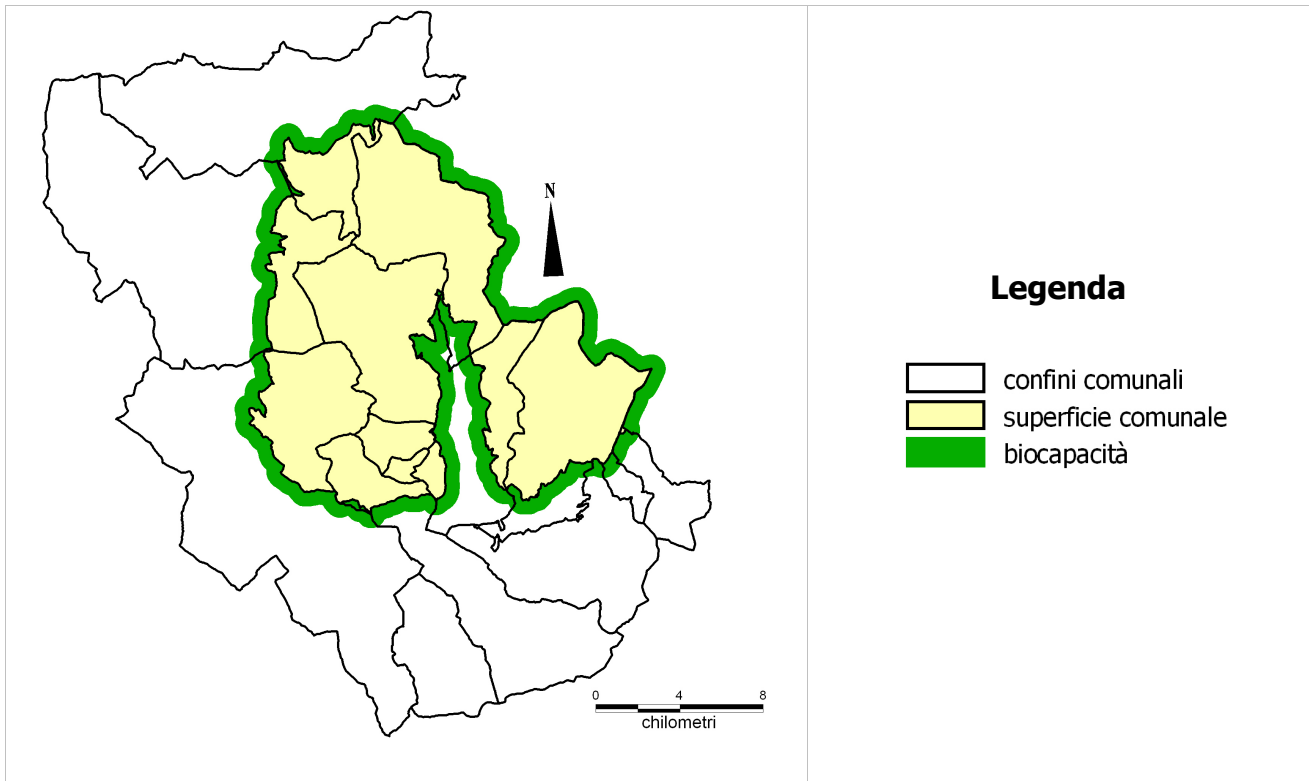 N
Legenda
confini comunali
superficie comunale
biocapacità
0 4 8
chilometri